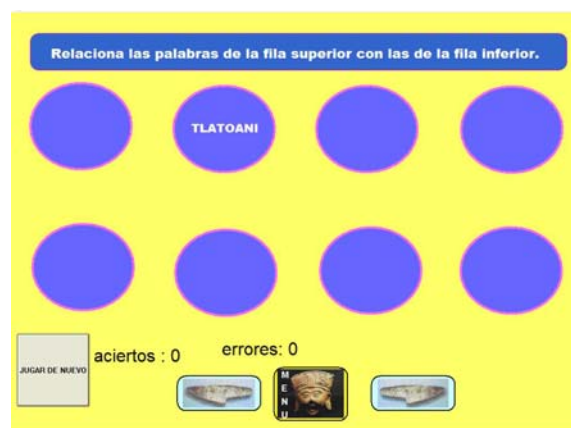 Relaciona las palabras de la fila superior con las de la fila inferior.
TLATOANI
aciertos : 0
errores: 0
JUGAR DE NUEVO
MENU